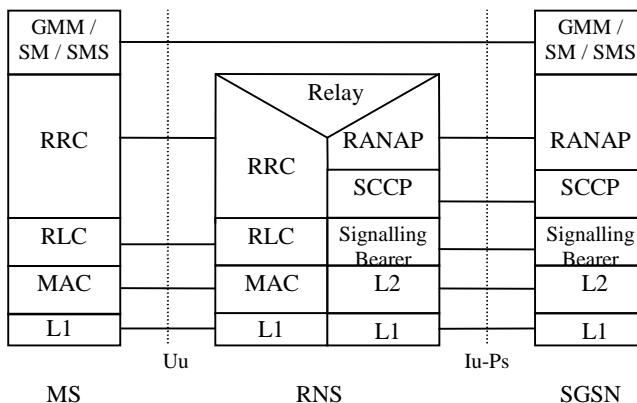 GMM /
SM / SMS
GMM /
SM / SMS
Relay
RRC
RRC
RANAP
RANAP
SCCP
SCCP
RLC
RLC
Signalling
Bearer
Signalling
Bearer
MAC
MAC
L2
L2
L1
L1
L1
L1
Uu
Iu-Ps
MS
RNS
SGSN